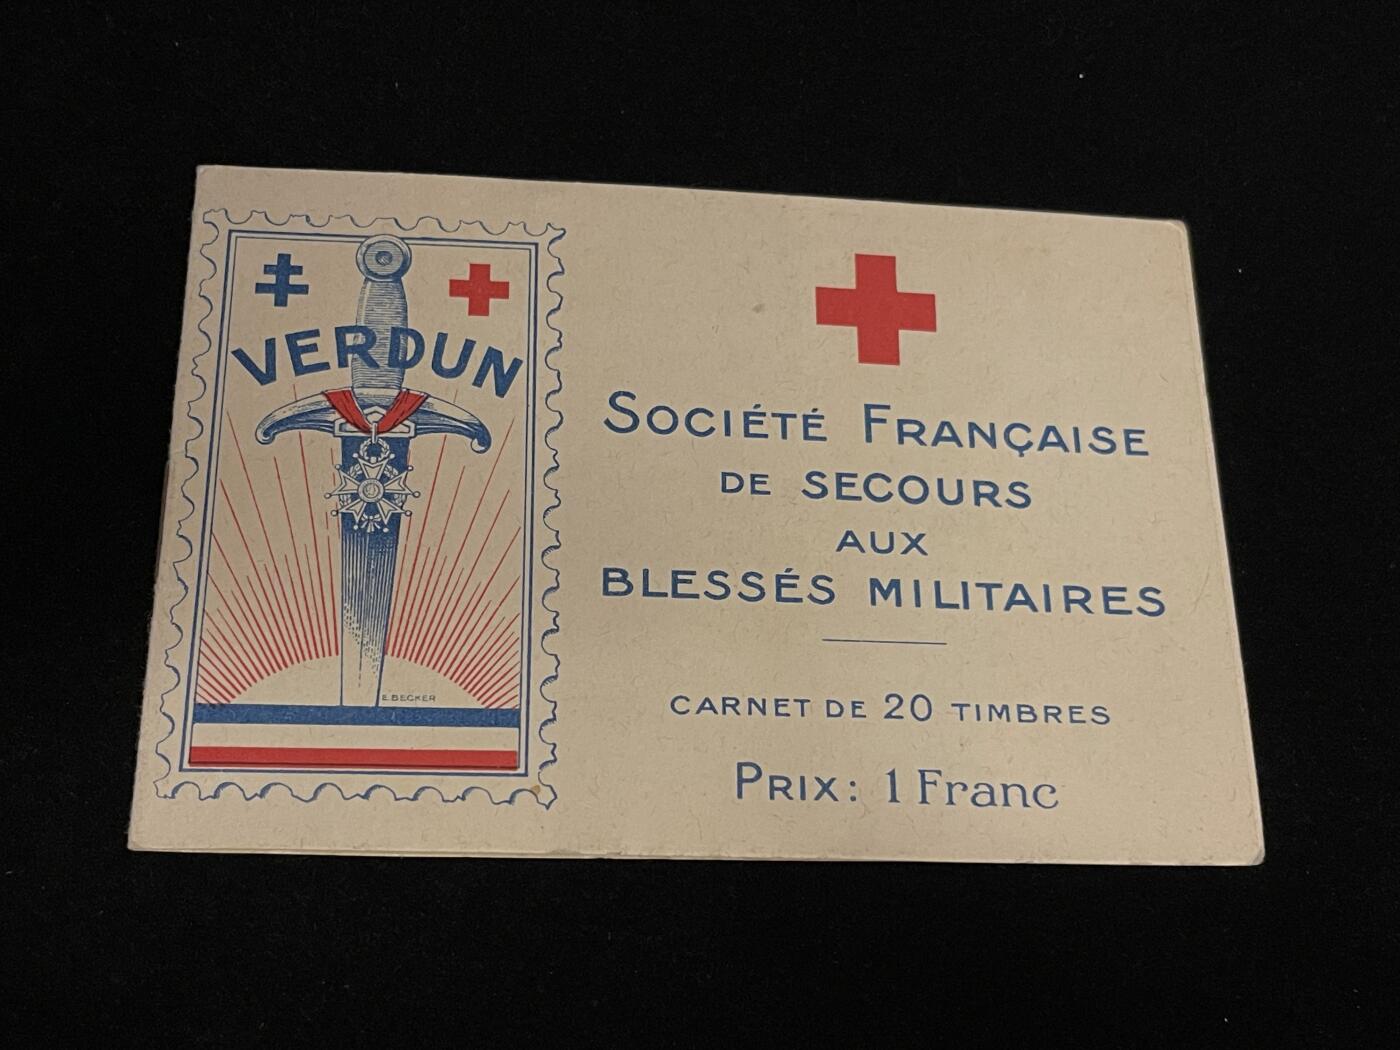 VERDUN
E. BECKER
SOCIÉTÉ FRANÇAISE
DE SECOURS
AUX
BLESSÉS MILITAIRES
CARNET DE 20 TIMBRES
PRIX: 1 Franc